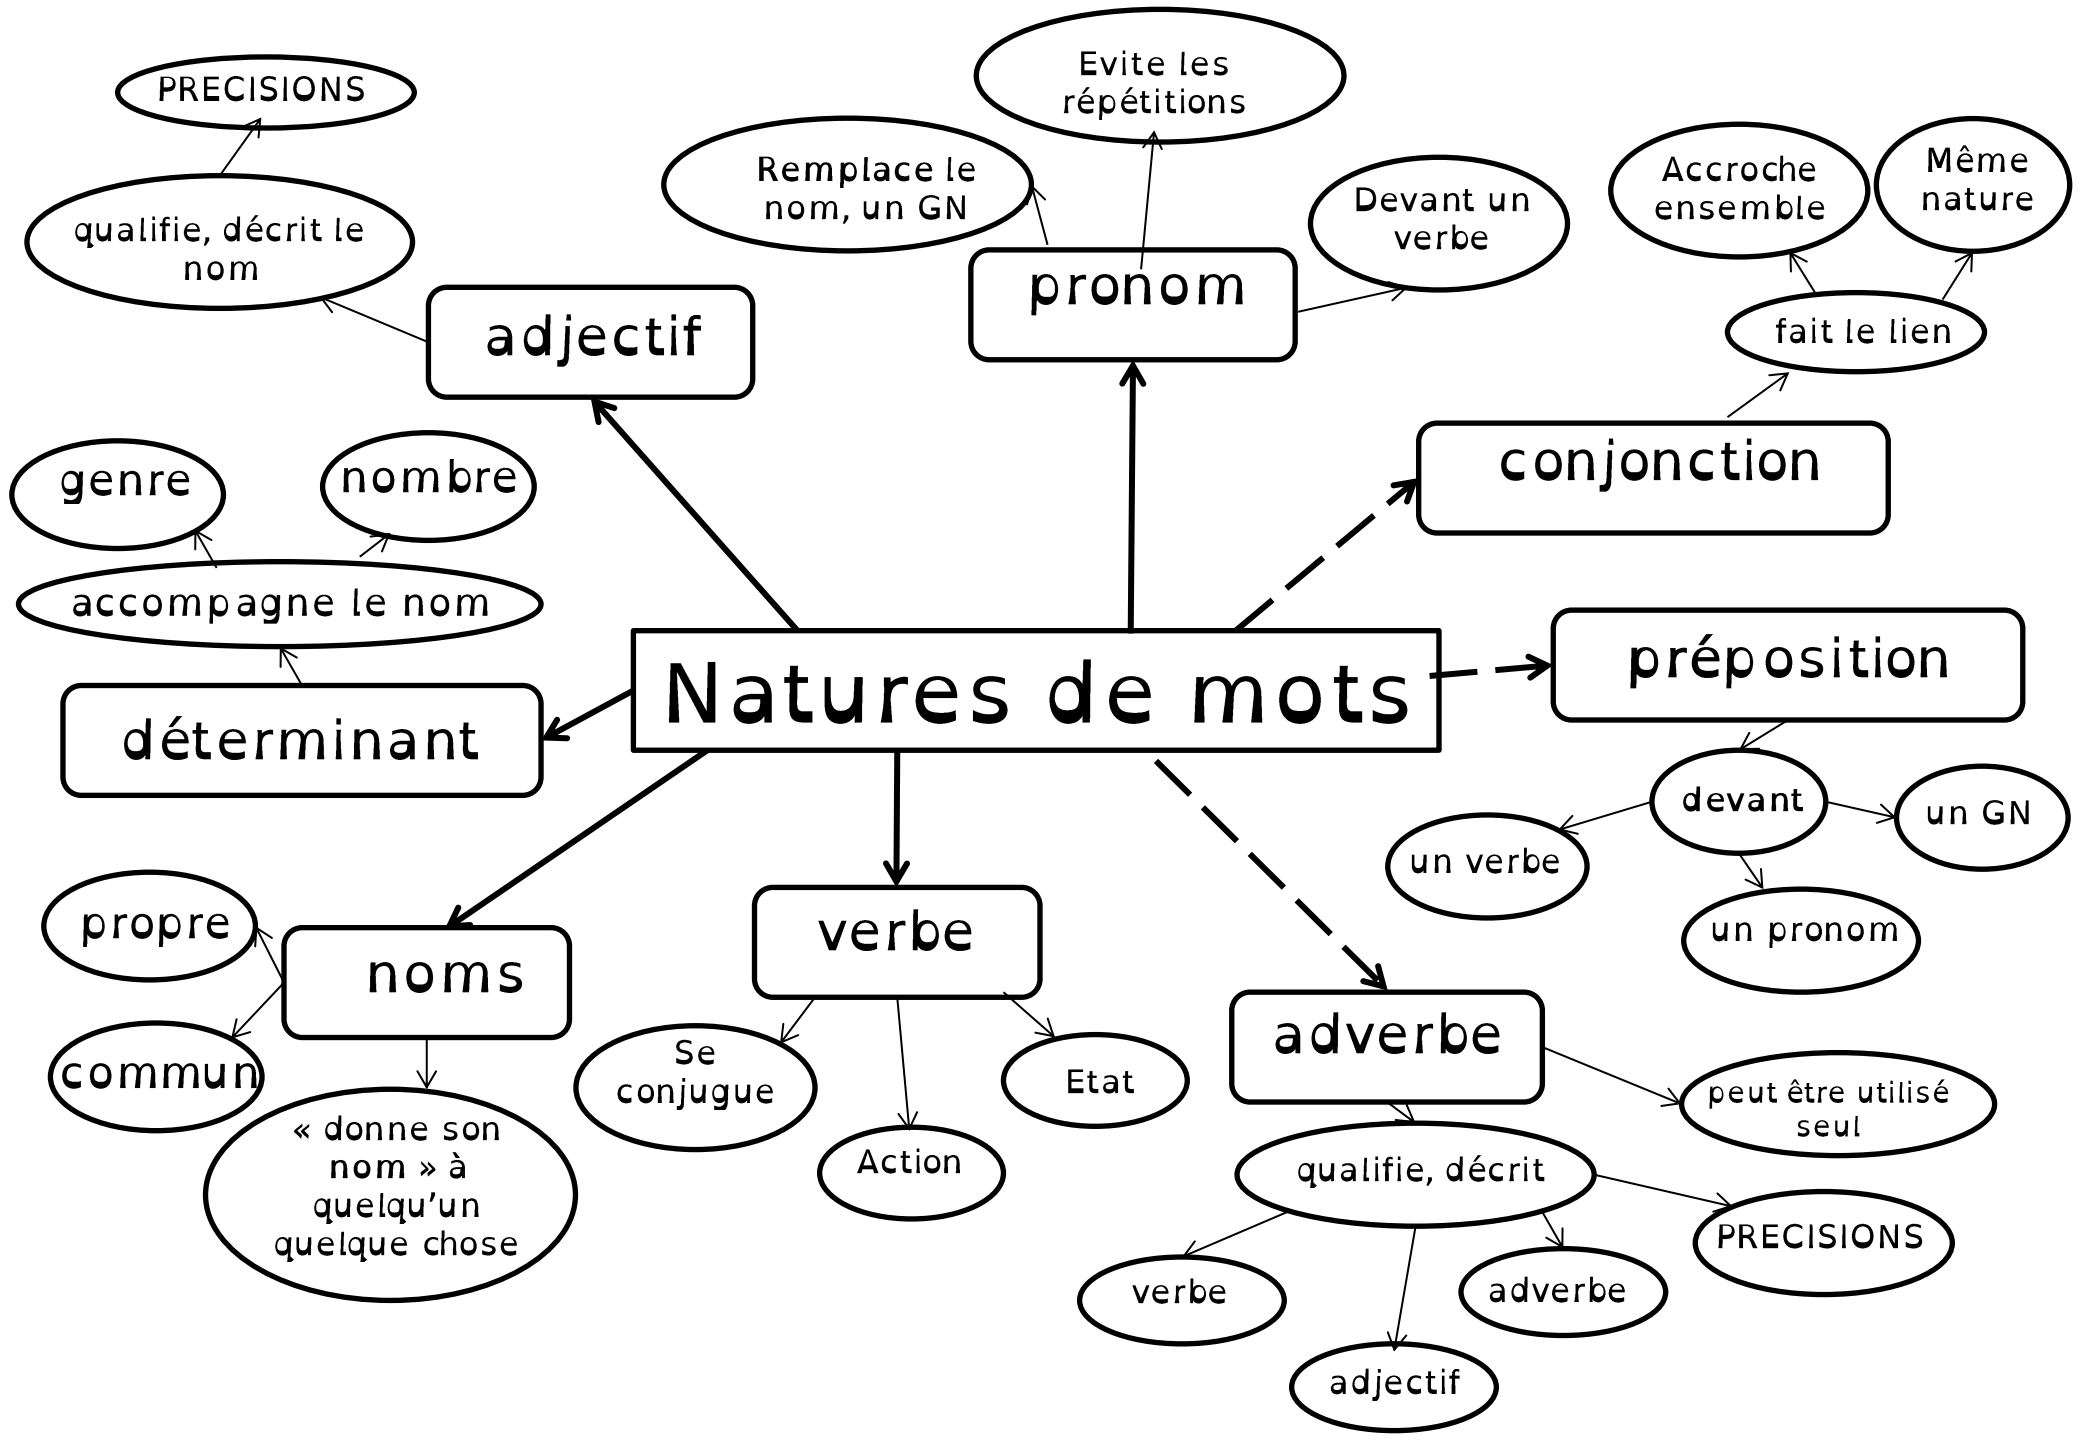 PRECISIONS
qualifie, décrit le
nom
adjectif
Evite les
répétitions
Remplace le
nom, un GN
Devant un
verbe
pronom
Accroche
ensemble
Même
nature
fait le lien
conjonction
genre
nombre
accompagne le nom
déterminant
Natures de mots
préposition
devant
un GN
un verbe
un pronom
propre
noms
commun
« donne son
nom » à
quelqu’un
quelque chose
verbe
Se
conjugue
Action
Etat
adverbe
peut être utilisé
seul
qualifie, décrit
PRECISIONS
verbe
adverbe
adjectif